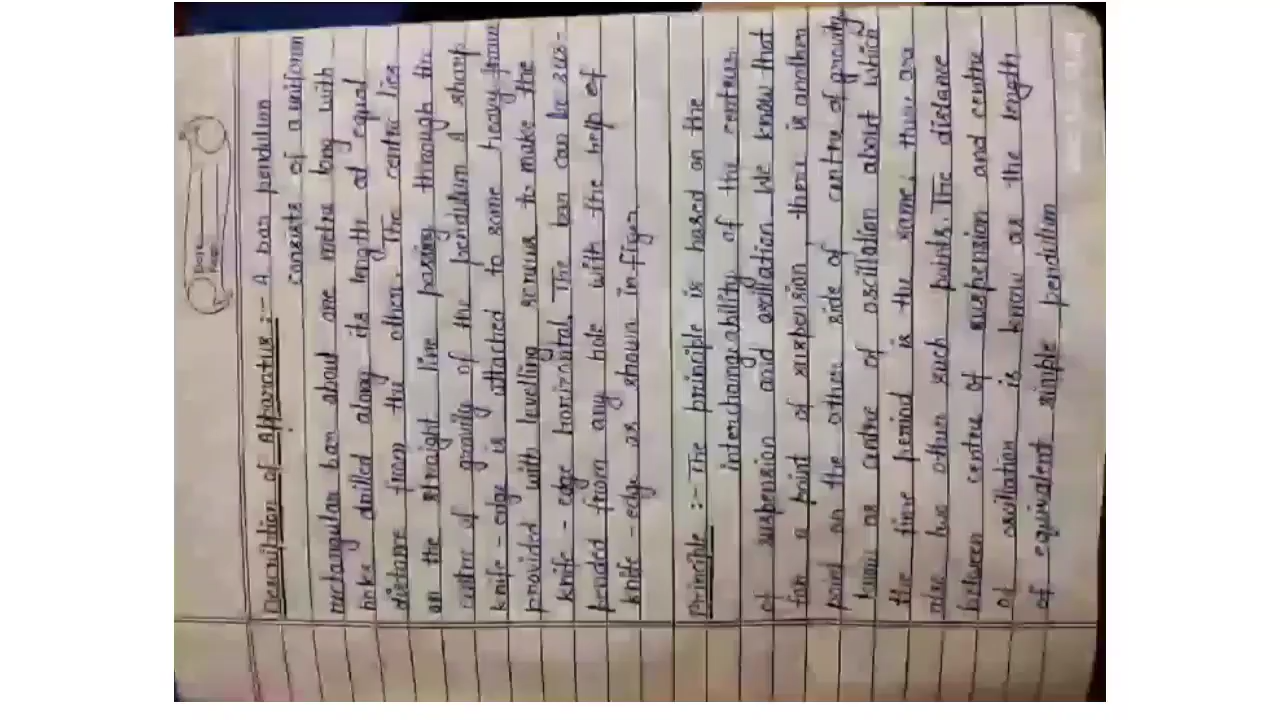 Date
Page
Description of Apparatus :- A bar pendulum
consists of a uniform
rectangular bar about one metre long with
holes drilled along its length at equal
distance from the other. The centre lies
on the straight line passing through the
centre of gravity of the pendulum A sharp
knife-edge is attached to some heavy fram
provided with levelling screws to make the
knife-edge horizontal. The bar can be sus-
pended from any hole with the help of
knife-edge as shown in figur.
Principle :- The principle is based on the
interchangability of the centrus
of suspension and oscillation. We know that
for a point of suspension, there is another
point on the other side of centre of gravity
known as centre of oscillation about which
the time period is the same, there are
also two other such points. The distance
between centre of suspension and centre
of oscillation is know as the length
of equivalent simple pendulum